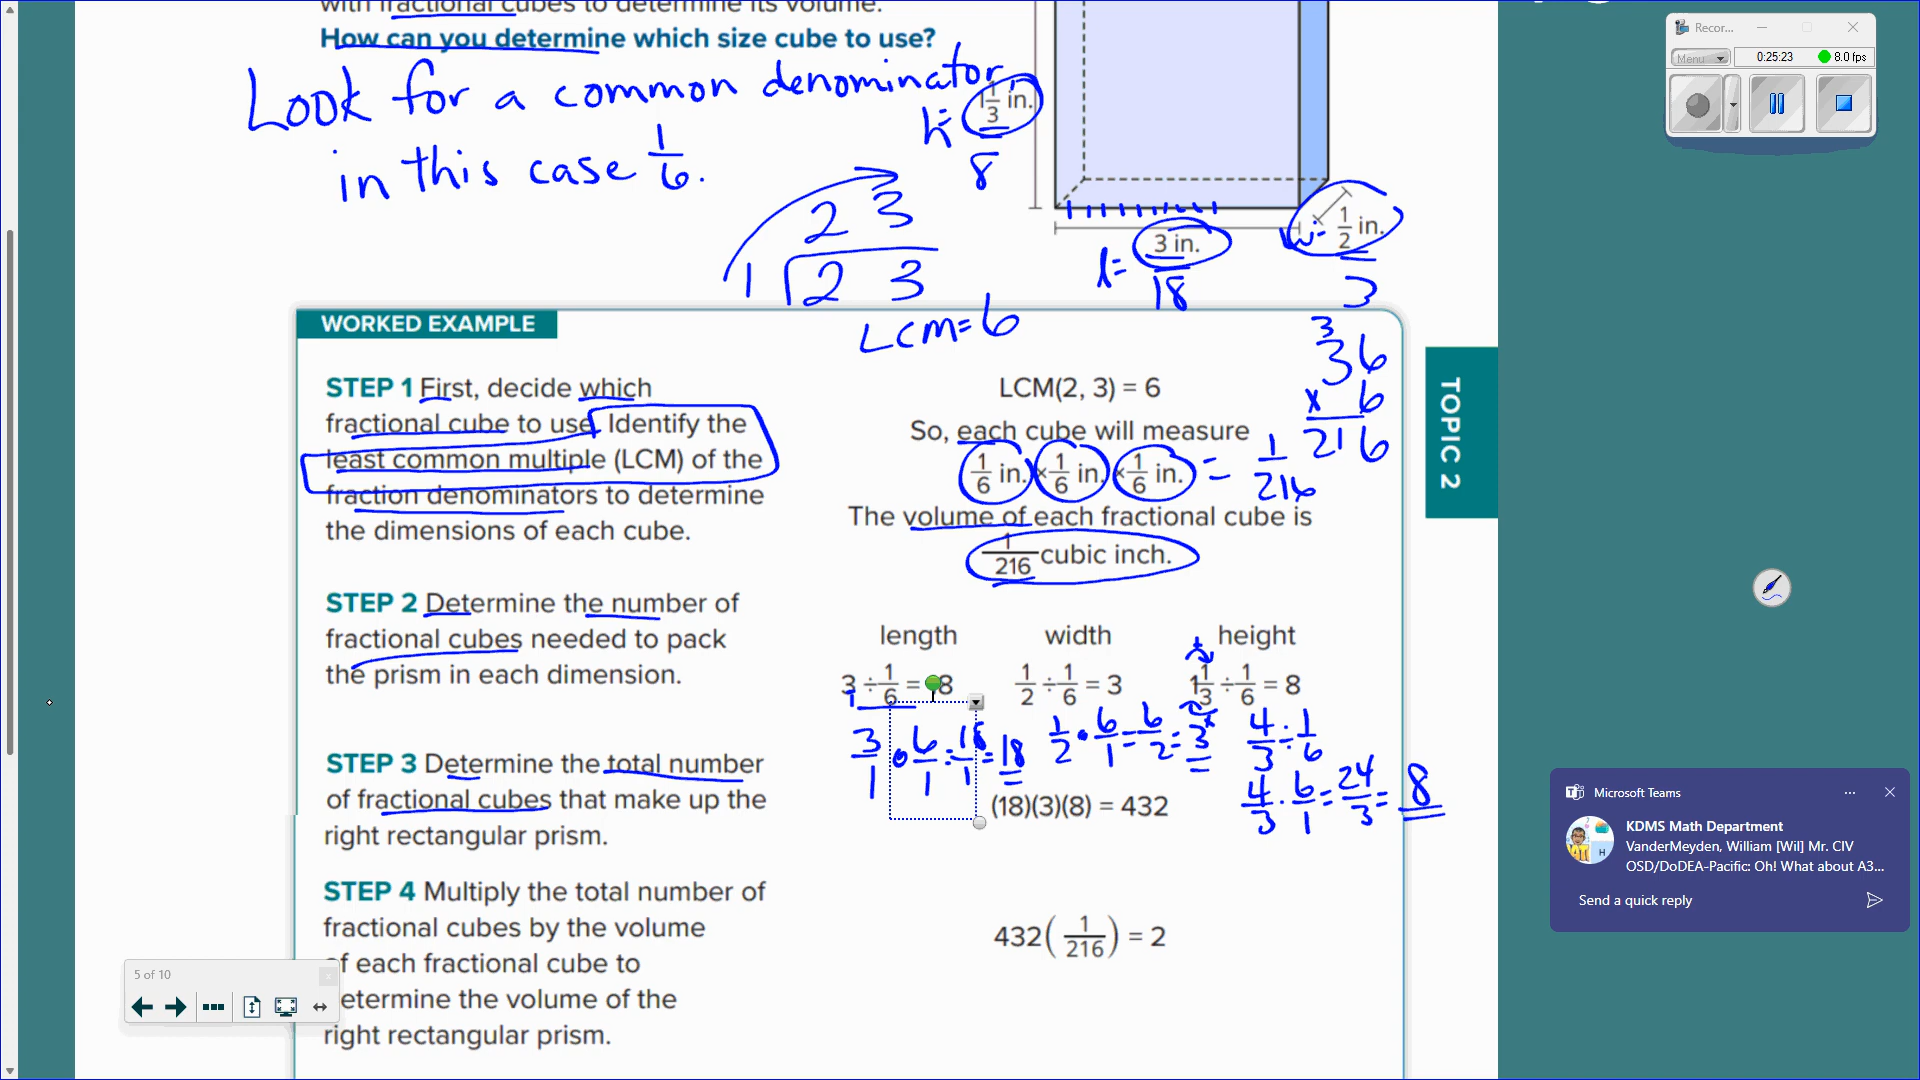 with fractional cubes to determine its volume.
How can you determine which size cube to use?
Look for a common denominator
in this case 1/6.
h= 1 1/3 in.
8
w= 1/2 in.
3
l= 3 in.
18
2 3
1 2 3
LCM=6
3
36
x 6
216
WORKED EXAMPLE
STEP 1 First, decide which
fractional cube to use. Identify the
least common multiple (LCM) of the
fraction denominators to determine
the dimensions of each cube.
LCM(2, 3) = 6
So, each cube will measure
1/6 in. × 1/6 in. × 1/6 in. = 1/216
The volume of each fractional cube is
1/216 cubic inch.
STEP 2 Determine the number of
fractional cubes needed to pack
the prism in each dimension.
length width height
3 ÷ 1/6 = 8 1/2 ÷ 1/6 = 3 1 1/3 ÷ 1/6 = 8
1
3/1 • 6/1 = 18/1 = 18 1/2 • 6/1 = 6/2 = 3 4/3 ÷ 1/6
4/3 · 6/1 = 24/3 = 8
STEP 3 Determine the total number
of fractional cubes that make up the
right rectangular prism.
(18)(3)(8) = 432
STEP 4 Multiply the total number of
fractional cubes by the volume
of each fractional cube to
etermine the volume of the
right rectangular prism.
432(1/216) = 2
TOPIC 2
Recor...
Menu
0:25:23
8.0 fps
5 of 10
Microsoft Teams
KDMS Math Department
VanderMeyden, William [Wil] Mr. CIV
OSD/DoDEA-Pacific: Oh! What about A3...
Send a quick reply
H